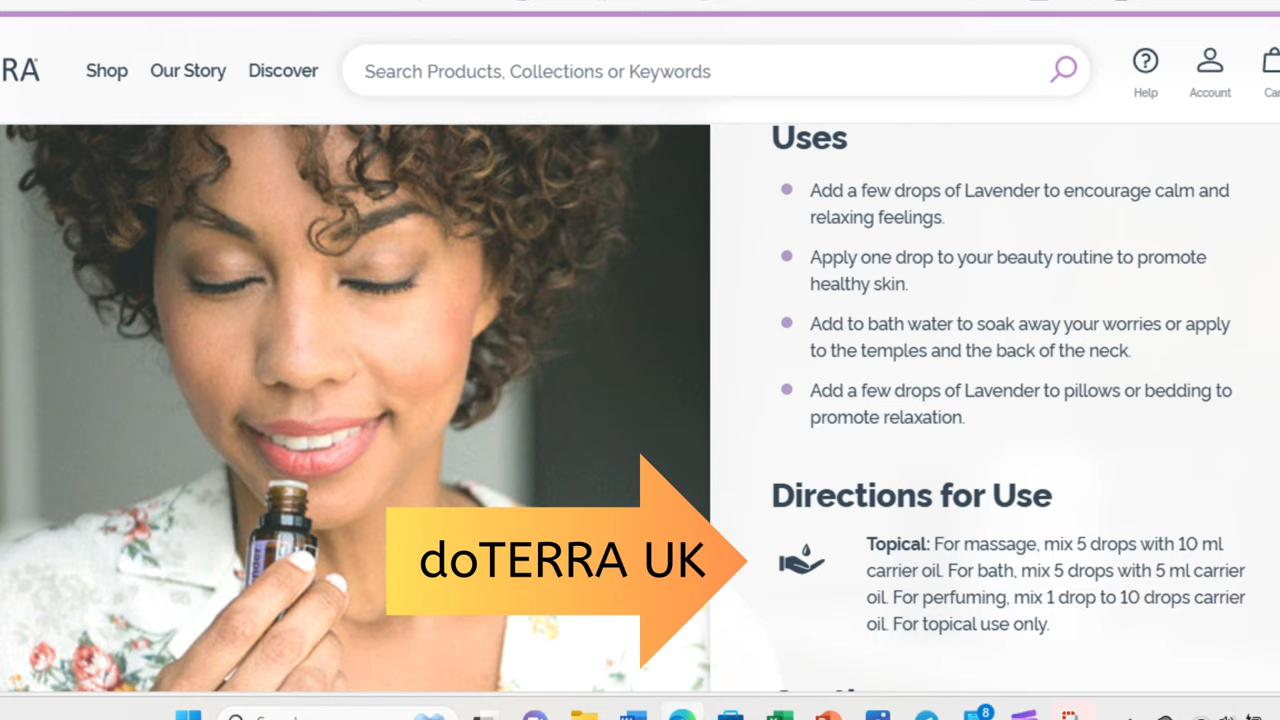 RA
Shop Our Story Discover
Search Products, Collections or Keywords
Help Account
Uses
Add a few drops of Lavender to encourage calm and
relaxing feelings.
Apply one drop to your beauty routine to promote
healthy skin.
Add to bath water to soak away your worries or apply
to the temples and the back of the neck.
Add a few drops of Lavender to pillows or bedding to
promote relaxation.
Directions for Use
Topical: For massage, mix 5 drops with 10 ml
carrier oil. For bath, mix 5 drops with 5 ml carrier
oil. For perfuming, mix 1 drop to 10 drops carrier
oil. For topical use only.
doTERRA UK
nder
8